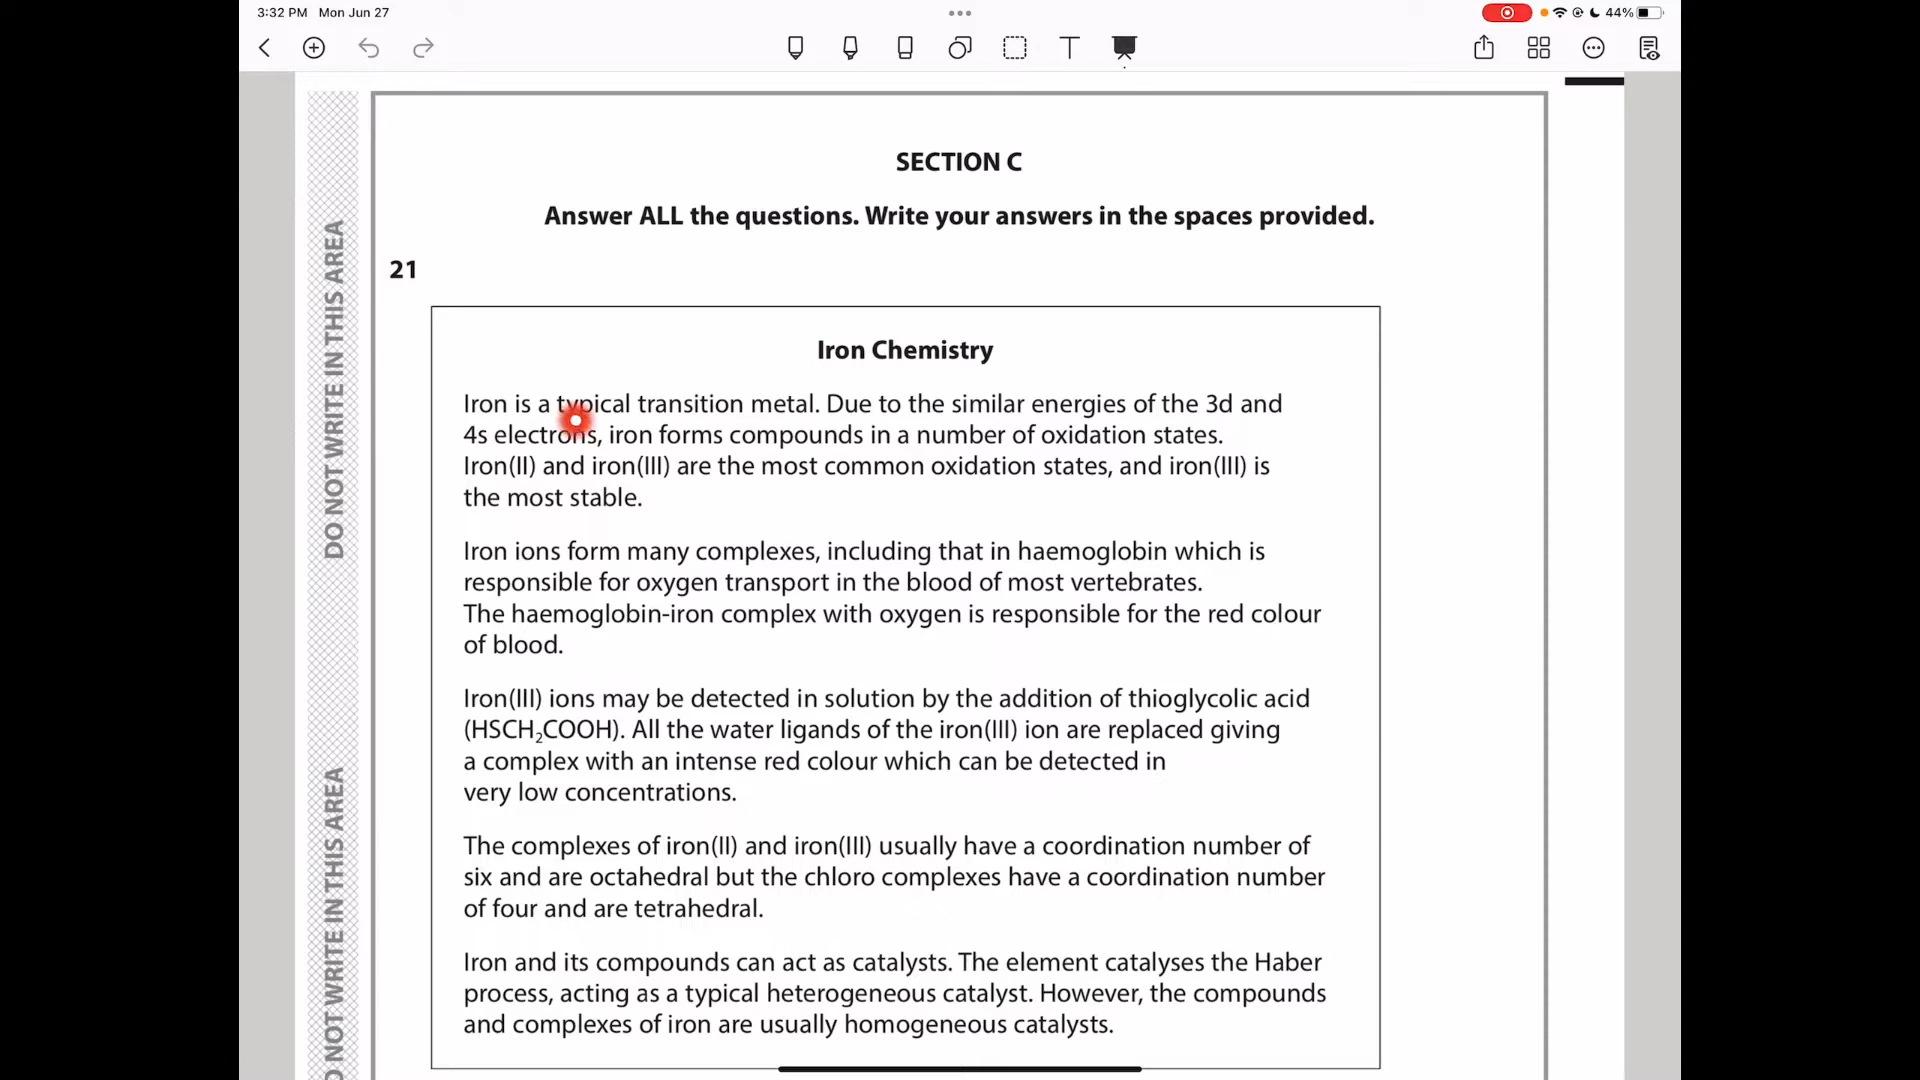 3:32 PM Mon Jun 27
44%
SECTION C
Answer ALL the questions. Write your answers in the spaces provided.
21
Iron Chemistry
Iron is a typical transition metal. Due to the similar energies of the 3d and
4s electrons, iron forms compounds in a number of oxidation states.
Iron(II) and iron(III) are the most common oxidation states, and iron(III) is
the most stable.
Iron ions form many complexes, including that in haemoglobin which is
responsible for oxygen transport in the blood of most vertebrates.
The haemoglobin-iron complex with oxygen is responsible for the red colour
of blood.
Iron(III) ions may be detected in solution by the addition of thioglycolic acid
(HSCH₂COOH). All the water ligands of the iron(III) ion are replaced giving
a complex with an intense red colour which can be detected in
very low concentrations.
The complexes of iron(II) and iron(III) usually have a coordination number of
six and are octahedral but the chloro complexes have a coordination number
of four and are tetrahedral.
Iron and its compounds can act as catalysts. The element catalyses the Haber
process, acting as a typical heterogeneous catalyst. However, the compounds
and complexes of iron are usually homogeneous catalysts.
DO NOT WRITE IN THIS AREA
O NOT WRITE IN THIS AREA